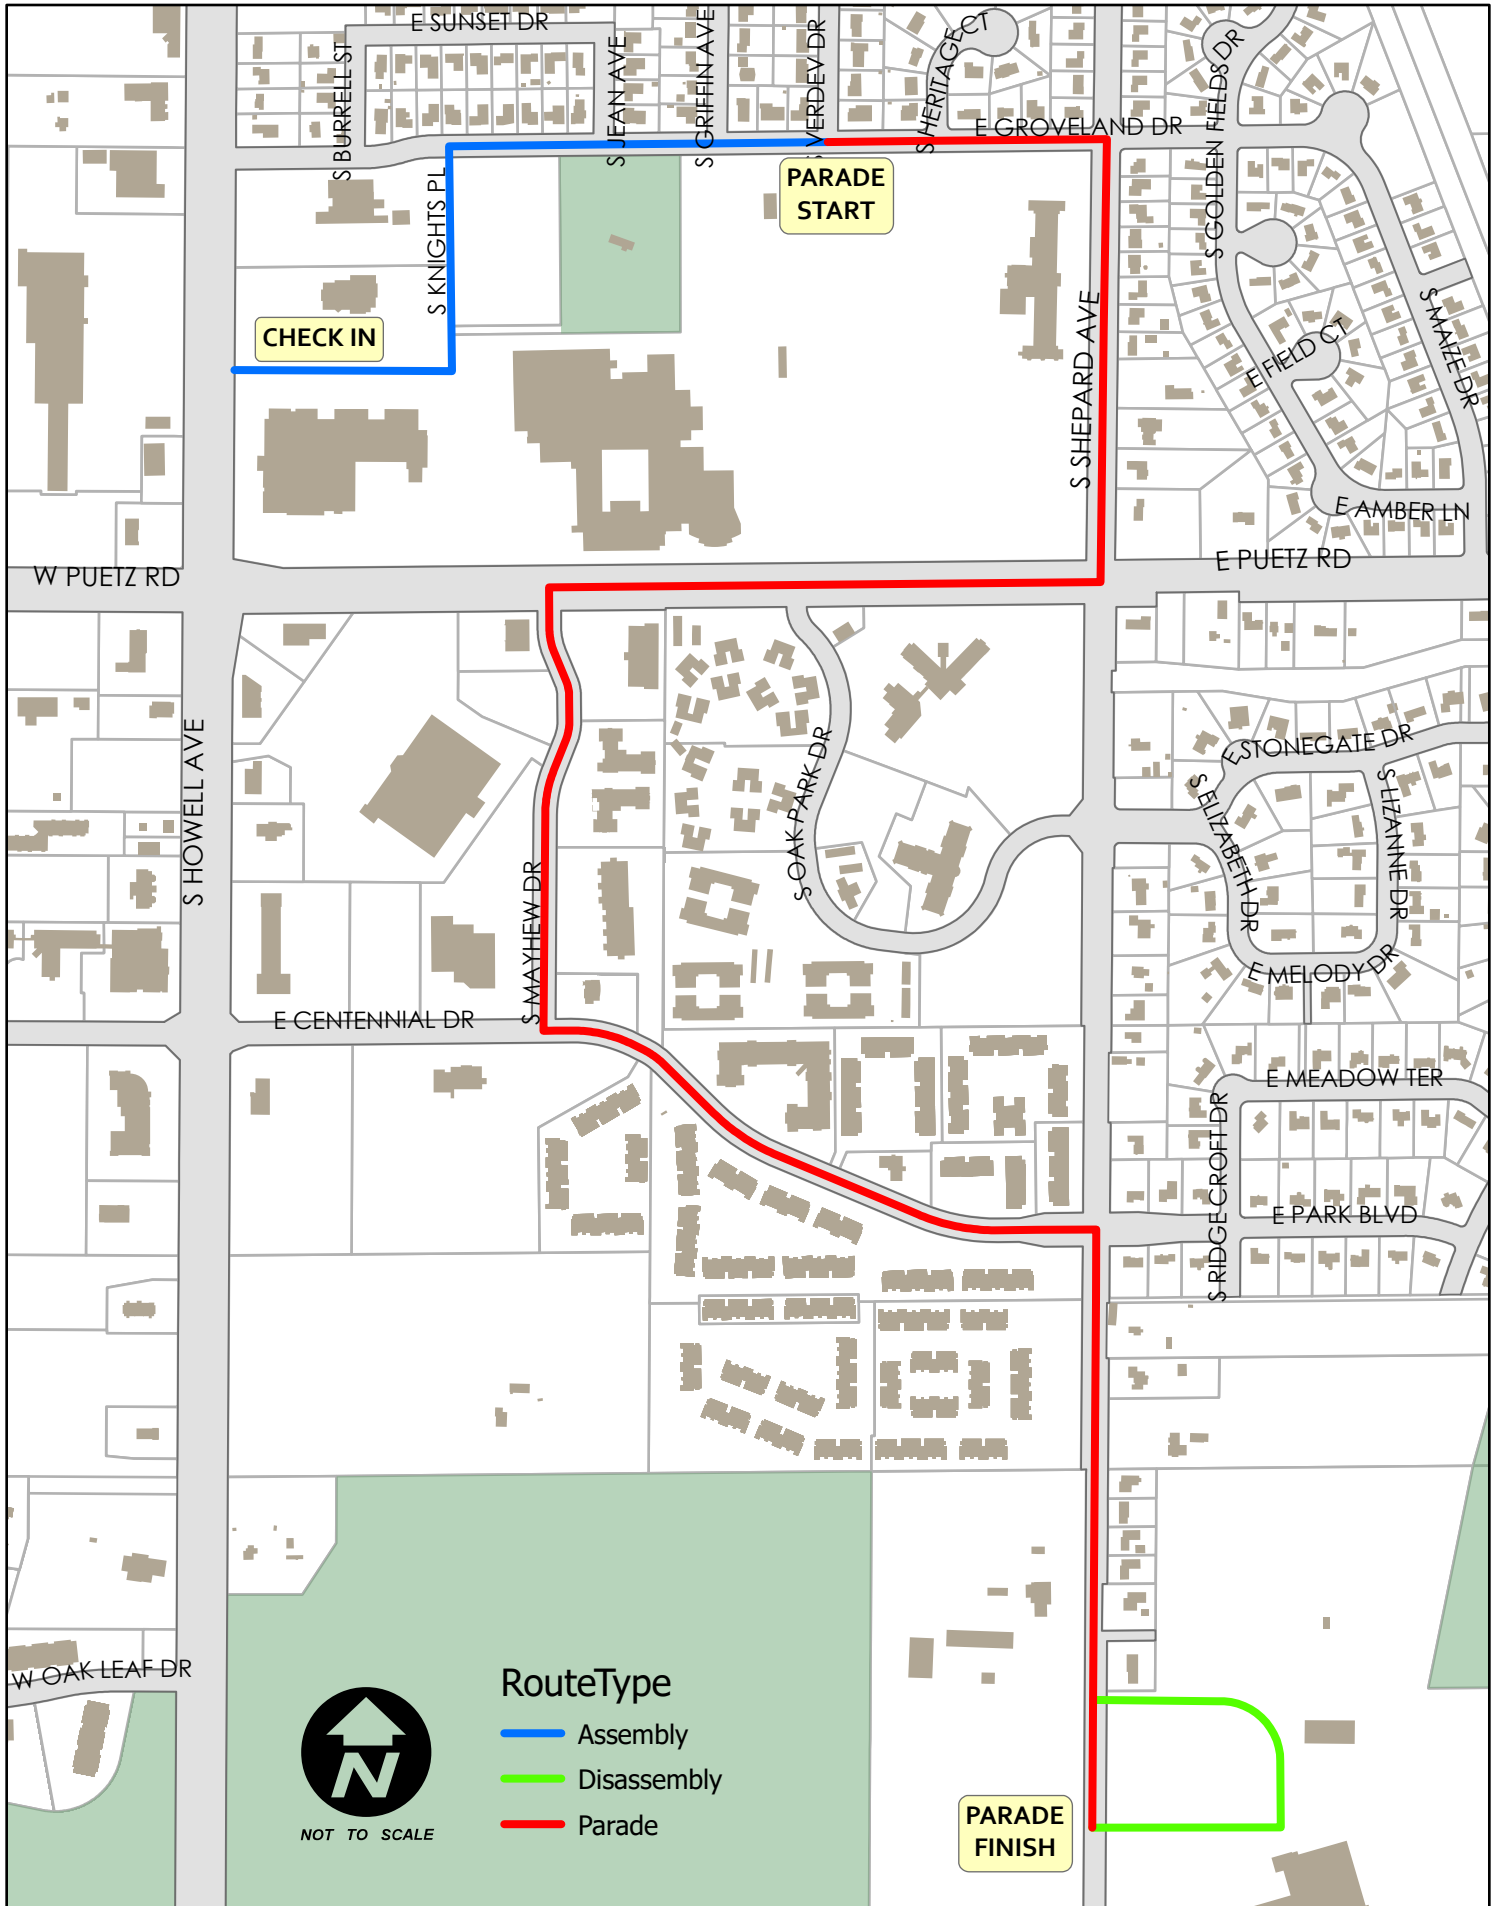 E SUNSET DR
S BURRELL ST
S JEAN AVE
S GRIFFIN AVE
S VERDEV DR
S HERITAGE CT
E GROVELAND DR
S GOLDEN FIELDS DR
PARADE
START
S KNIGHTS PL
CHECK IN
S SHEPARD AVE
E FIELD CT
S MAIZE DR
E AMBER LN
W PUETZ RD
E PUETZ RD
S HOWELL AVE
S OAK PARK DR
E STONEGATE DR
S ELIZABETH DR
S LIZANNE DR
S MAYHEW DR
E MELODY DR
E CENTENNIAL DR
E MEADOW TER
S RIDGE CROFT DR
E PARK BLVD
W OAK LEAF DR
N
NOT TO SCALE
RouteType
Assembly
Disassembly
Parade
PARADE
FINISH